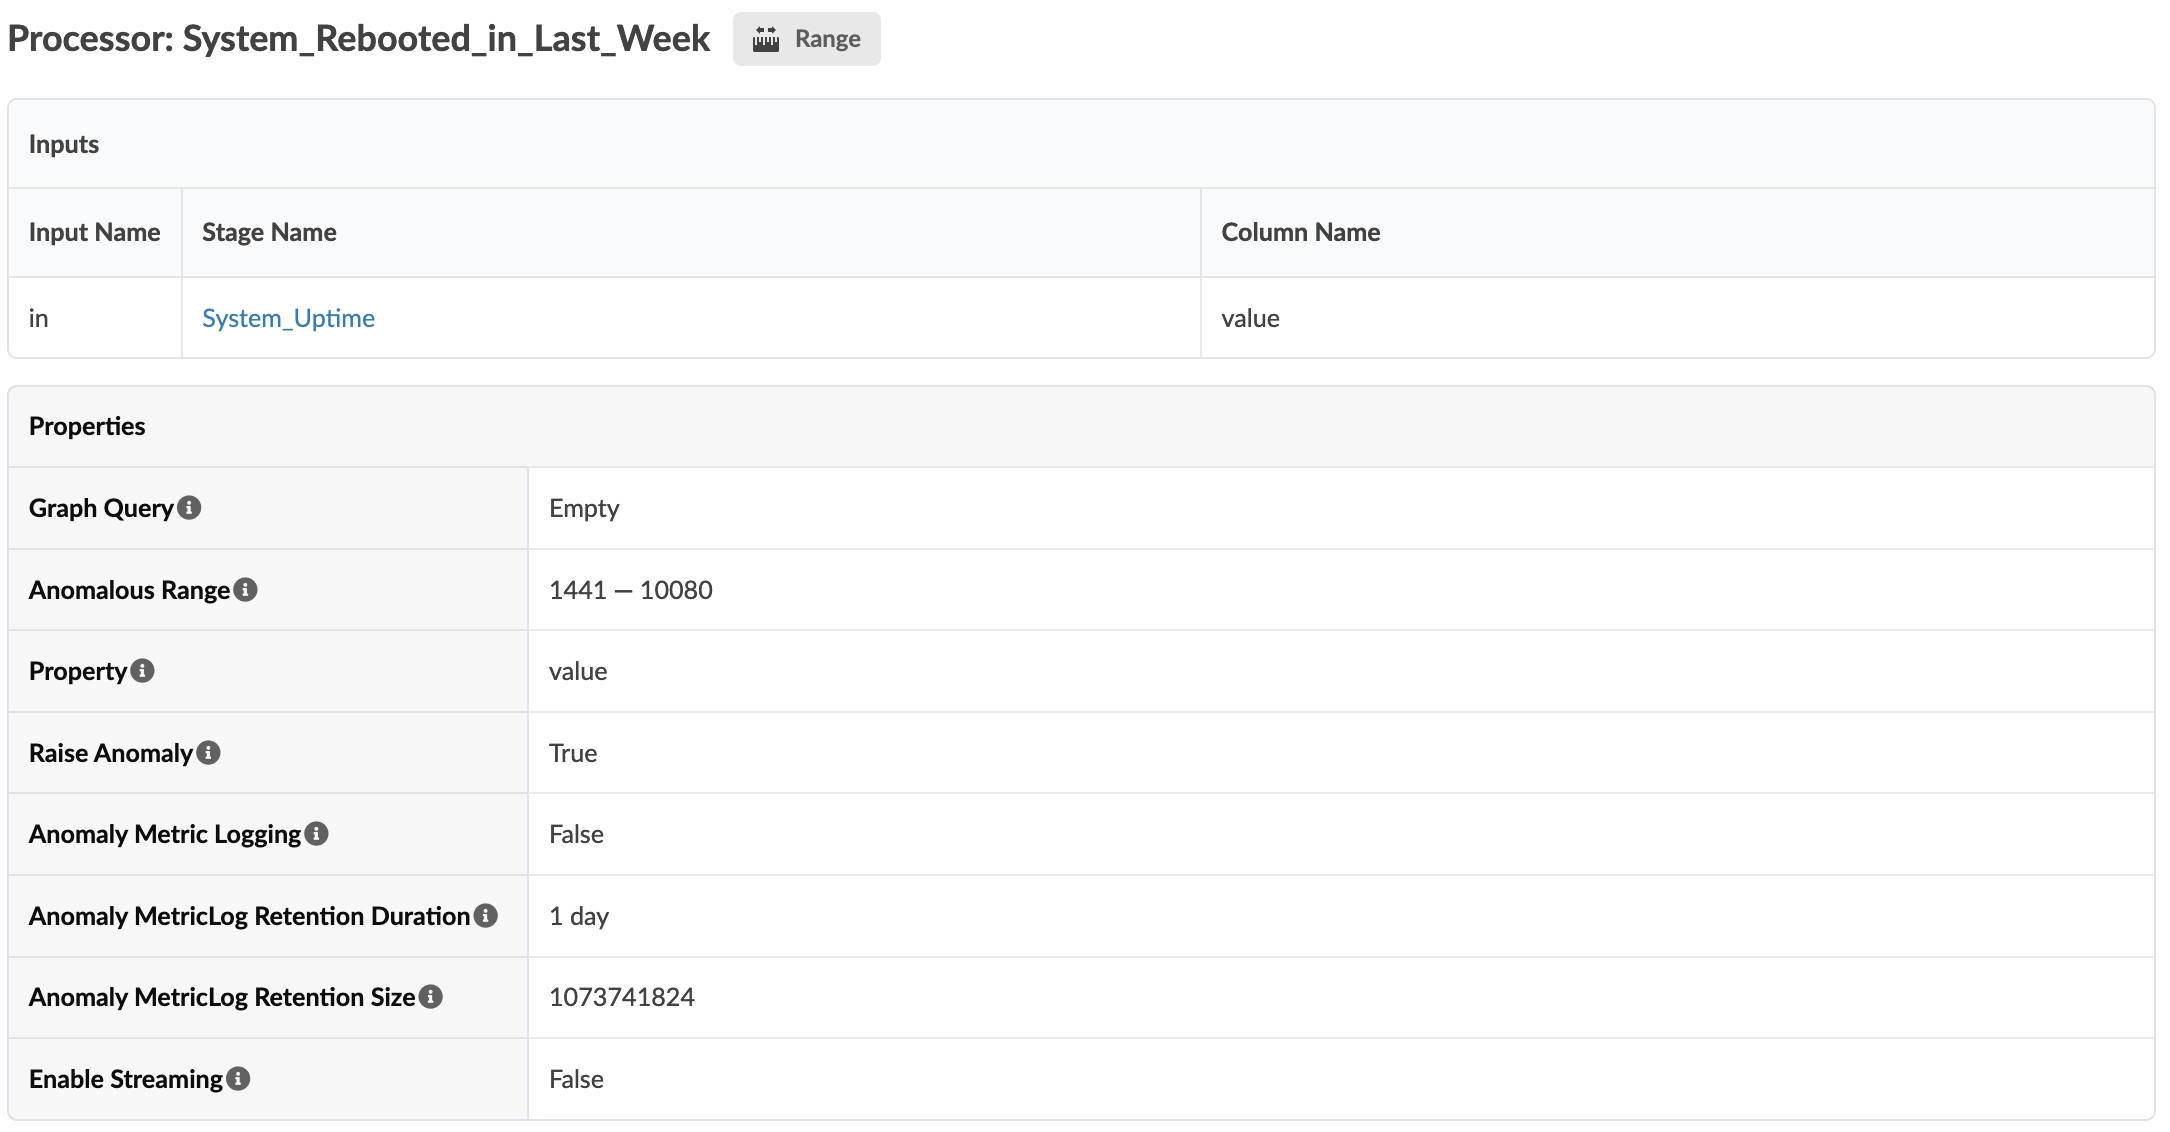 Processor: System_Rebooted_in_Last_Week Range
Inputs
Input Name Stage Name Column Name
in System_Uptime value
Properties
Graph Query Empty
Anomalous Range 1441 — 10080
Property value
Raise Anomaly True
Anomaly Metric Logging False
Anomaly MetricLog Retention Duration 1 day
Anomaly MetricLog Retention Size 1073741824
Enable Streaming False